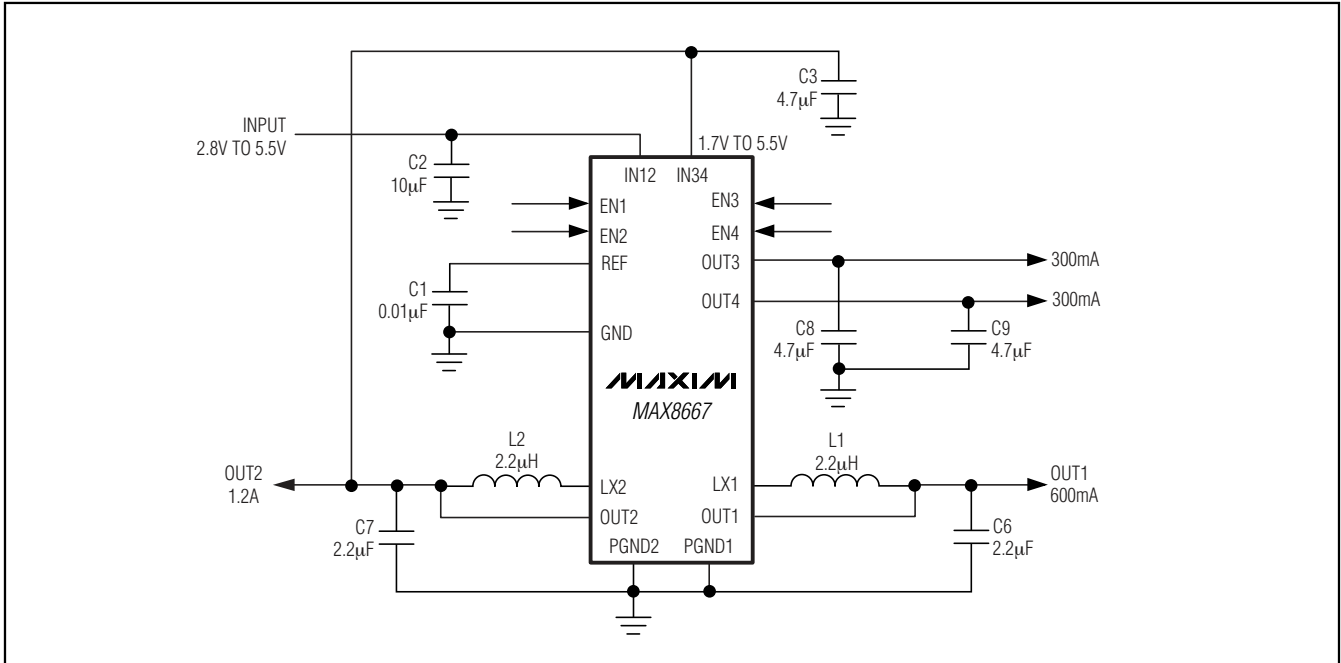 C3
4.7μF
INPUT
2.8V TO 5.5V
1.7V TO 5.5V
C2
10μF
IN12 IN34
EN1
EN3
EN2
EN4
REF
OUT3
300mA
C1
0.01μF
OUT4
300mA
GND
C8
4.7μF
C9
4.7μF
MAXIM
MAX8667
L2
2.2μH
L1
2.2μH
OUT2
1.2A
LX2
LX1
OUT1
600mA
OUT2
OUT1
C7
2.2μF
PGND2 PGND1
C6
2.2μF